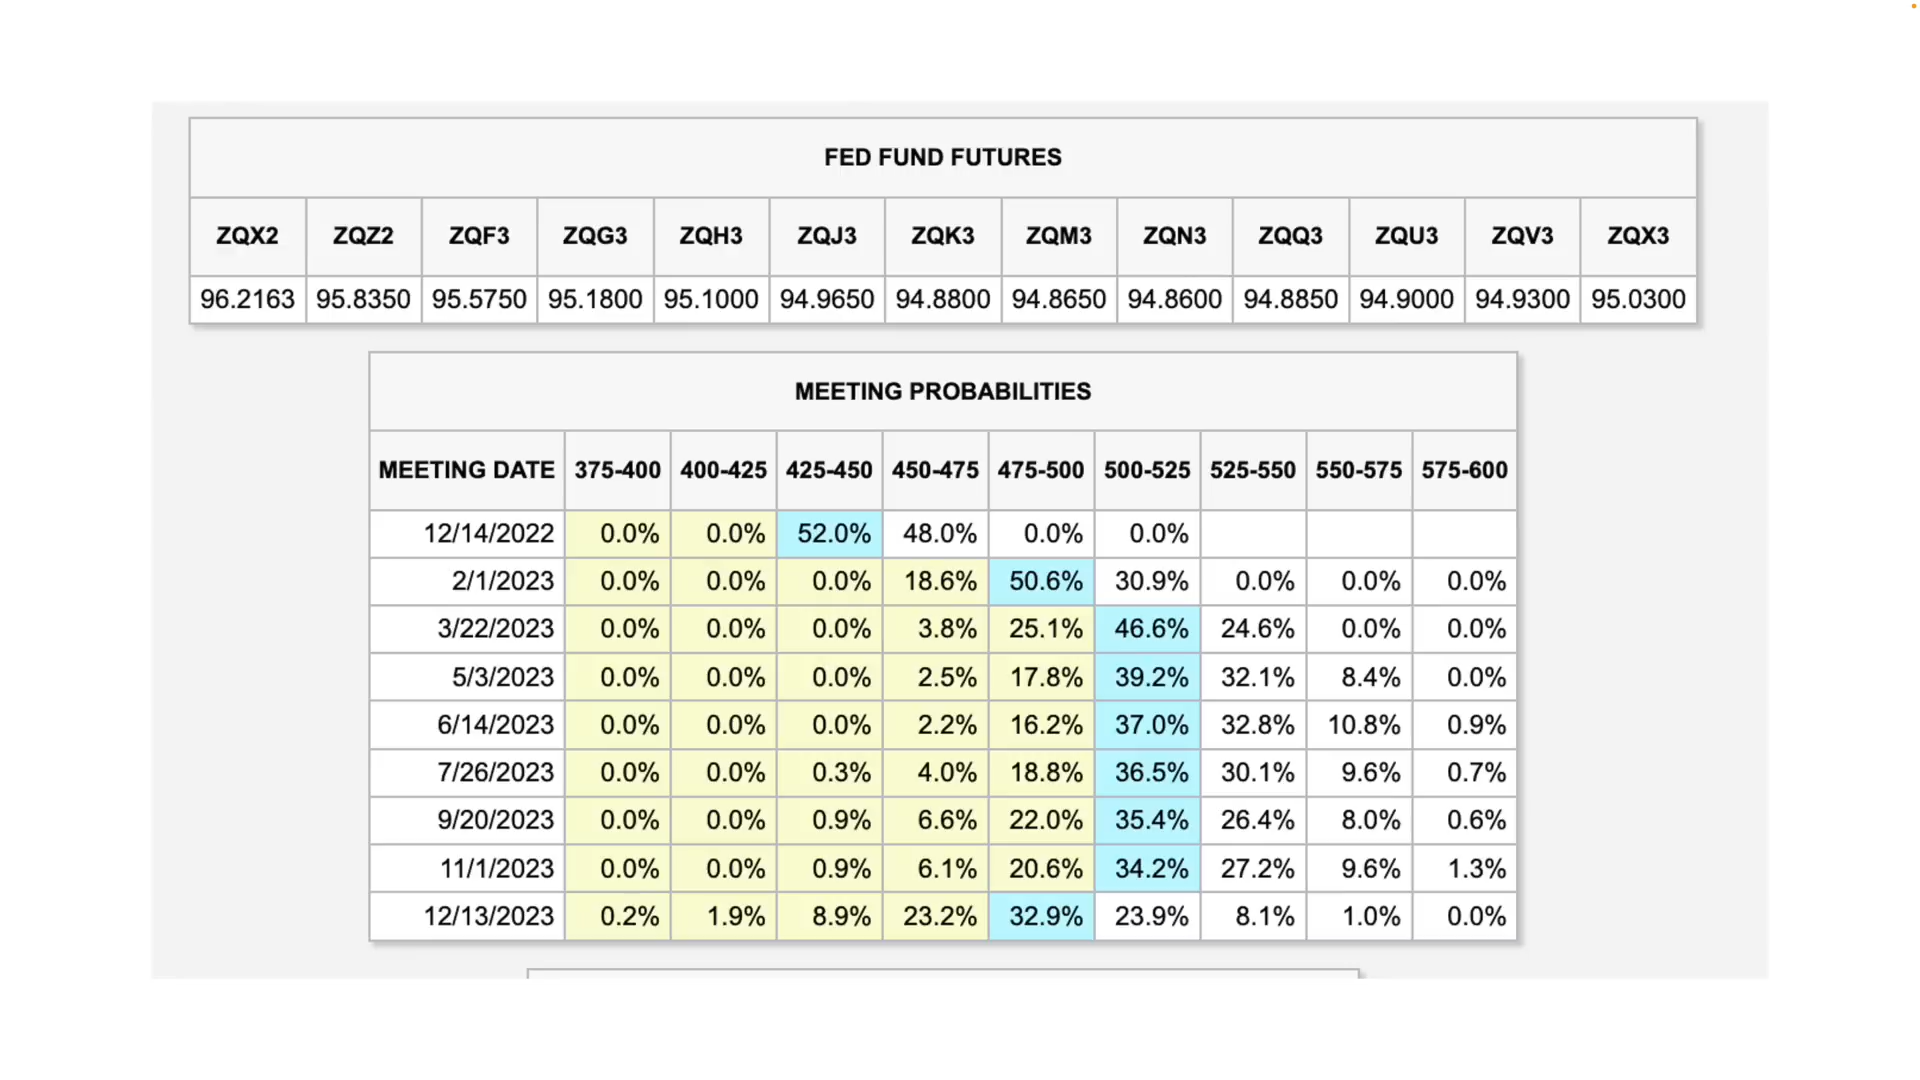 FED FUND FUTURES
ZQX2 ZQZ2 ZQF3 ZQG3 ZQH3 ZQJ3 ZQK3 ZQM3 ZQN3 ZQQ3 ZQU3 ZQV3 ZQX3
96.2163 95.8350 95.5750 95.1800 95.1000 94.9650 94.8800 94.8650 94.8600 94.8850 94.9000 94.9300 95.0300
MEETING PROBABILITIES
MEETING DATE 375-400 400-425 425-450 450-475 475-500 500-525 525-550 550-575 575-600
12/14/2022 0.0% 0.0% 52.0% 48.0% 0.0% 0.0%
2/1/2023 0.0% 0.0% 0.0% 18.6% 50.6% 30.9% 0.0% 0.0% 0.0%
3/22/2023 0.0% 0.0% 0.0% 3.8% 25.1% 46.6% 24.6% 0.0% 0.0%
5/3/2023 0.0% 0.0% 0.0% 2.5% 17.8% 39.2% 32.1% 8.4% 0.0%
6/14/2023 0.0% 0.0% 0.0% 2.2% 16.2% 37.0% 32.8% 10.8% 0.9%
7/26/2023 0.0% 0.0% 0.3% 4.0% 18.8% 36.5% 30.1% 9.6% 0.7%
9/20/2023 0.0% 0.0% 0.9% 6.6% 22.0% 35.4% 26.4% 8.0% 0.6%
11/1/2023 0.0% 0.0% 0.9% 6.1% 20.6% 34.2% 27.2% 9.6% 1.3%
12/13/2023 0.2% 1.9% 8.9% 23.2% 32.9% 23.9% 8.1% 1.0% 0.0%